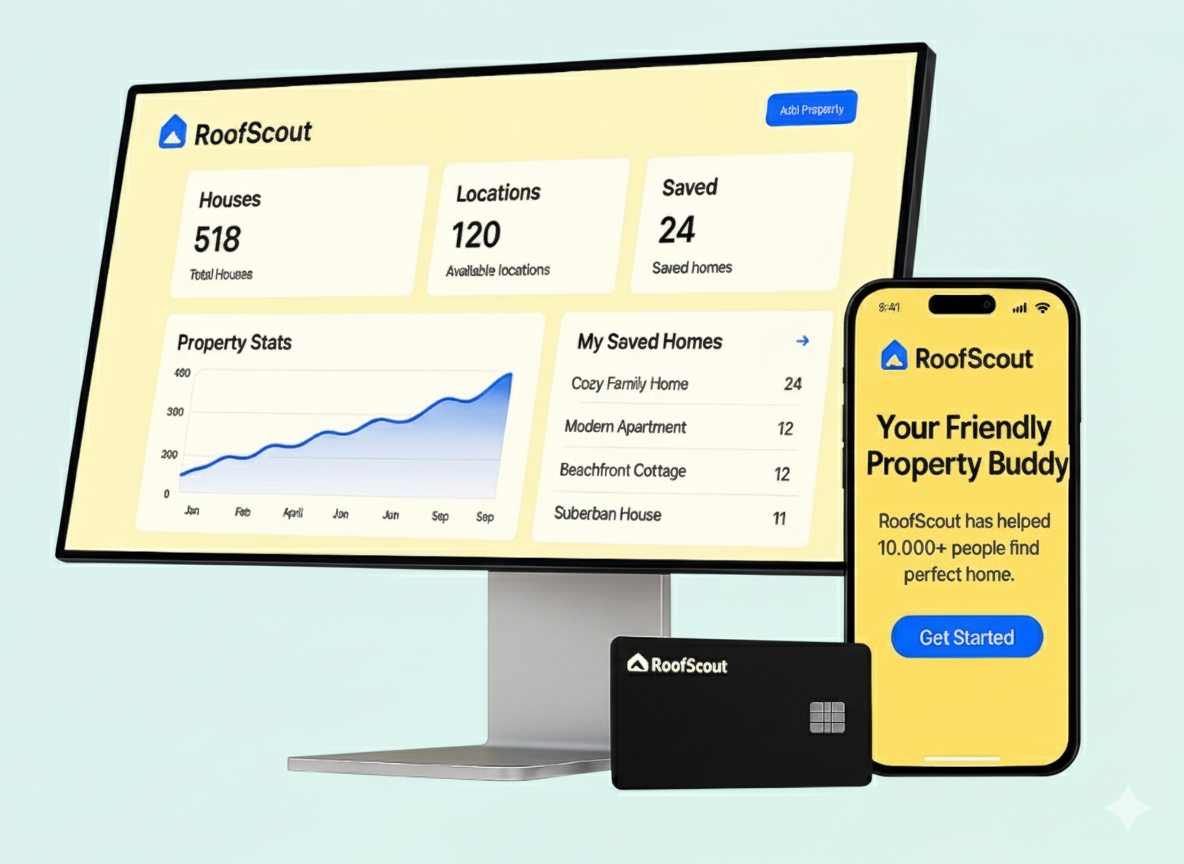 RoofScout
Add Property
Houses
518
Total Houses
Locations
120
Available locations
Saved
24
Saved homes
Property Stats
400
300
200
0
Jan
Feb
April
Jan
Jun
Sep
Sep
My Saved Homes →
Cozy Family Home 24
Modern Apartment 12
Beachfront Cottage 12
Suberban House 11
9:41
RoofScout
Your Friendly
Property Buddy
RoofScout has helped
10.000+ people find
perfect home.
Get Started
RoofScout